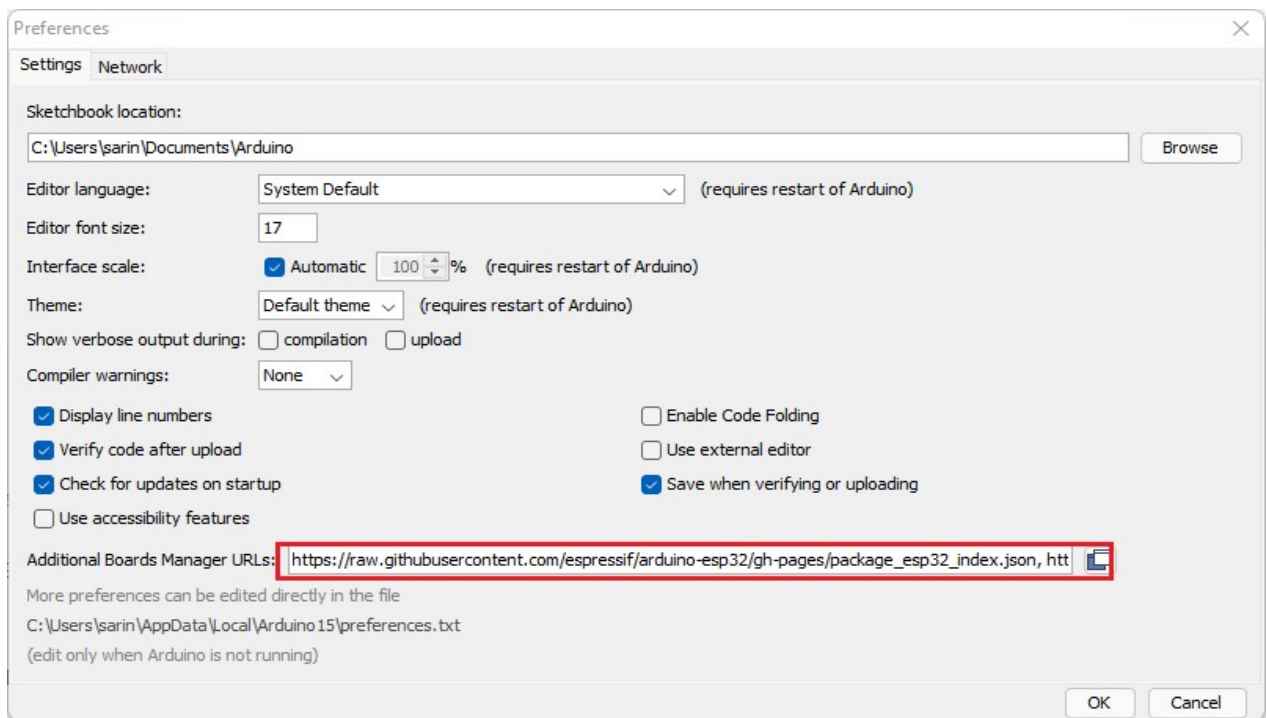 Preferences
Settings Network
Sketchbook location:
C:\Users\sarin\Documents\Arduino Browse
Editor language: System Default (requires restart of Arduino)
Editor font size: 17
Interface scale: Automatic 100 % (requires restart of Arduino)
Theme: Default theme (requires restart of Arduino)
Show verbose output during: compilation upload
Compiler warnings: None
Display line numbers Enable Code Folding
Verify code after upload Use external editor
Check for updates on startup Save when verifying or uploading
Use accessibility features
Additional Boards Manager URLs: https://raw.githubusercontent.com/espressif/arduino-esp32/gh-pages/package_esp32_index.json, htt
More preferences can be edited directly in the file
C:\Users\sarin\AppData\Local\Arduino15\preferences.txt
(edit only when Arduino is not running)
OK Cancel